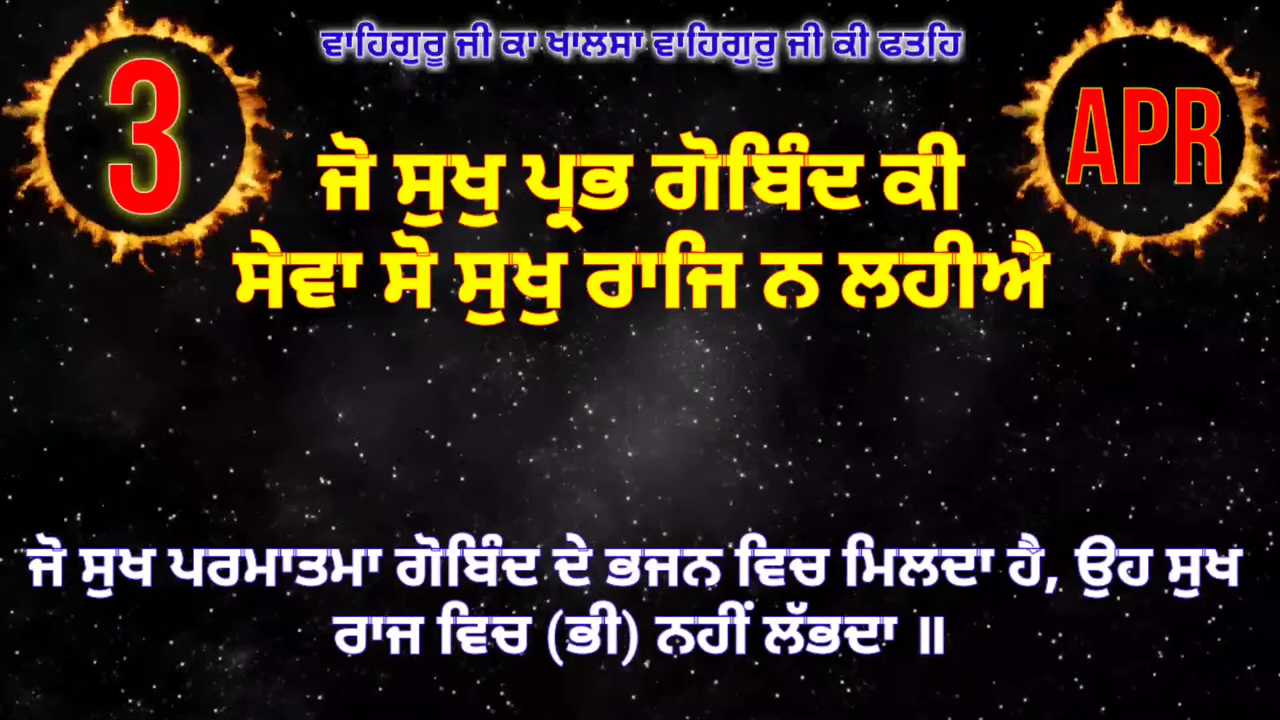 ਵਾਹਿਗੁਰੂ ਜੀ ਕਾ ਖਾਲਸਾ ਵਾਹਿਗੁਰੂ ਜੀ ਕੀ ਫਤਹਿ
3
APR
ਜੋ ਸੁਖੁ ਪ੍ਰਭ ਗੋਬਿੰਦ ਕੀ
ਸੇਵਾ ਸੋ ਸੁਖੁ ਰਾਜਿ ਨ ਲਹੀਐ
ਜੋ ਸੁਖ ਪਰਮਾਤਮਾ ਗੋਬਿੰਦ ਦੇ ਭਜਨ ਵਿਚ ਮਿਲਦਾ ਹੈ, ਉਹ ਸੁਖ
ਰਾਜ ਵਿਚ (ਭੀ) ਨਹੀਂ ਲੱਭਦਾ ॥